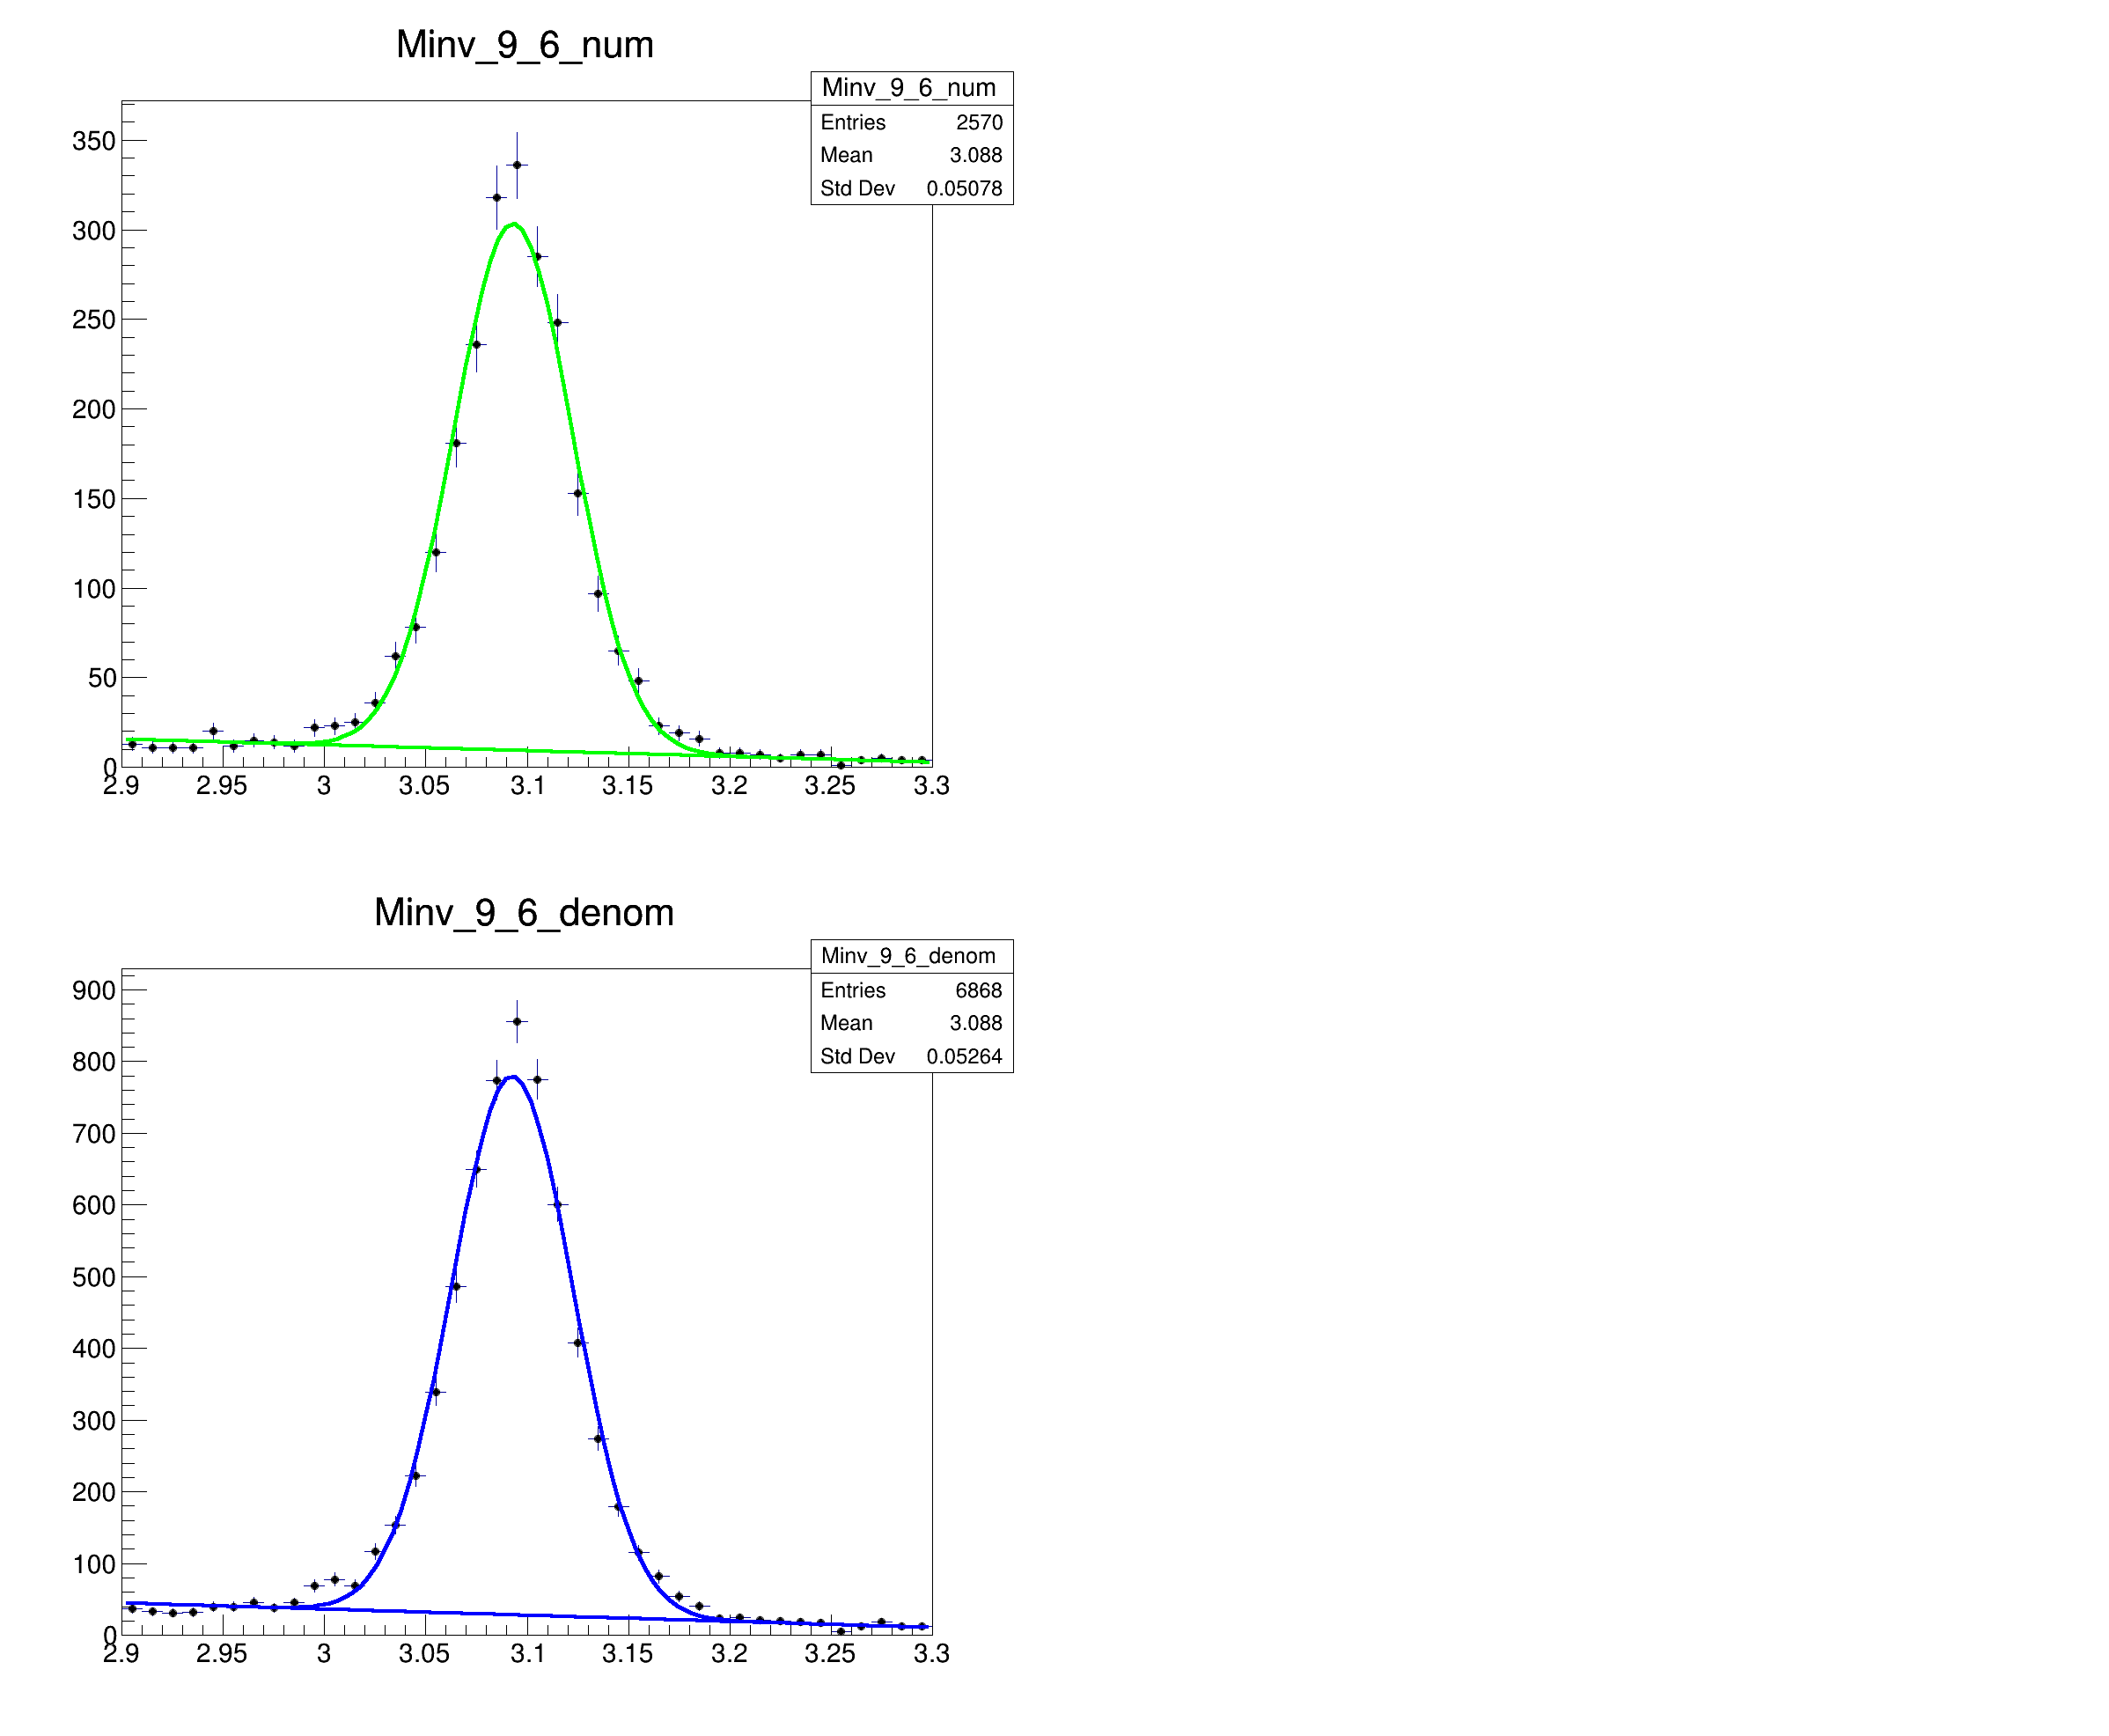 Minv_9_6_num
Minv_9_6_num
Entries 2570
Mean 3.088
Std Dev 0.05078
350
300
250
200
150
100
50
0
2.9 2.95 3 3.05 3.1 3.15 3.2 3.25 3.3
Minv_9_6_denom
Minv_9_6_denom
Entries 6868
Mean 3.088
Std Dev 0.05264
900
800
700
600
500
400
300
200
100
0
2.9 2.95 3 3.05 3.1 3.15 3.2 3.25 3.3